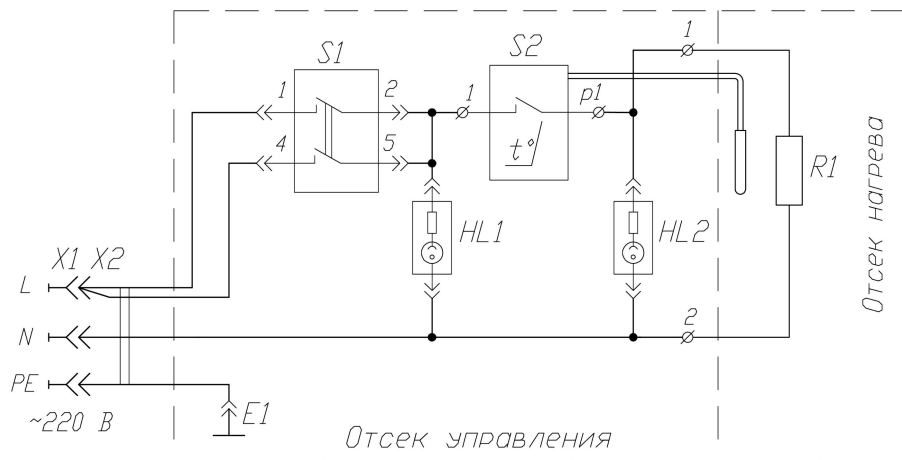 S1
S2
1
1 2 1 p1
4 5
t°
R1
HL1 HL2
X1 X2
L
N
2
PE
~220 В
E1
Отсек управления
Отсек нагрева